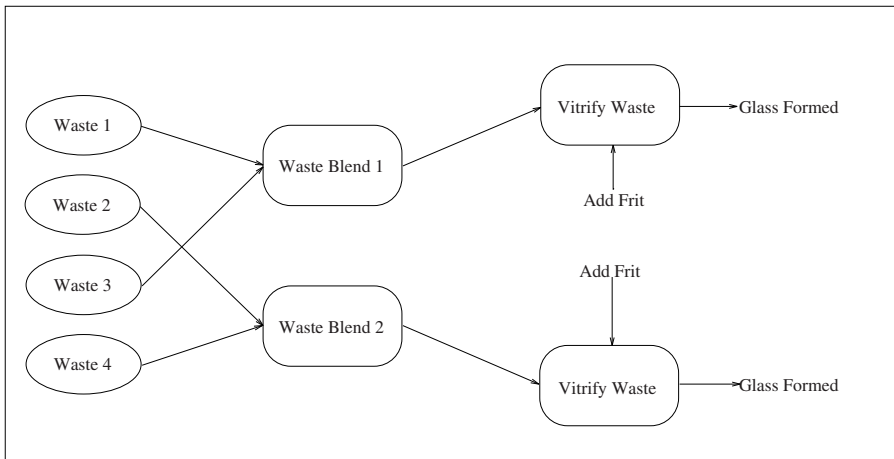 Waste 1
Waste 2
Waste 3
Waste 4
Waste Blend 1
Waste Blend 2
Vitrify Waste
Glass Formed
Add Frit
Add Frit
Vitrify Waste
Glass Formed